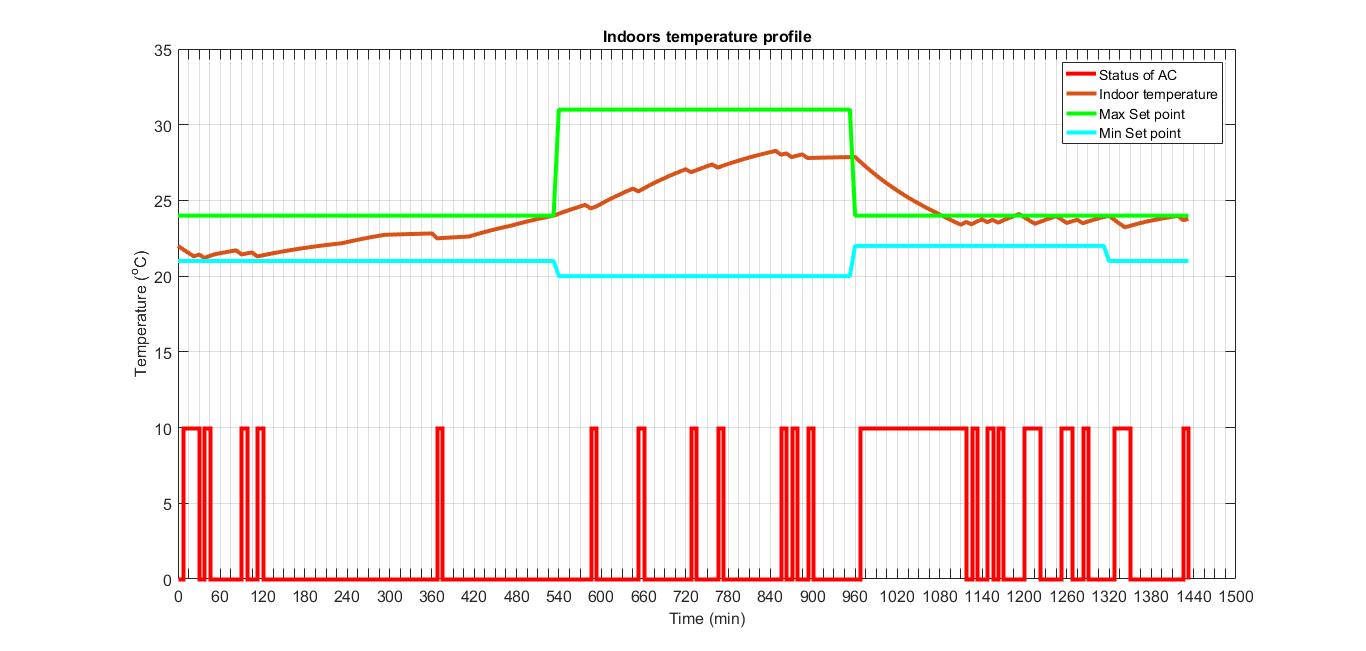 Indoors temperature profile
35
30
25
20
15
10
5
0
Temperature (°C)
Status of AC
Indoor temperature
Max Set point
Min Set point
0 60 120 180 240 300 360 420 480 540 600 660 720 780 840 900 960 1020 1080 1140 1200 1260 1320 1380 1440 1500
Time (min)